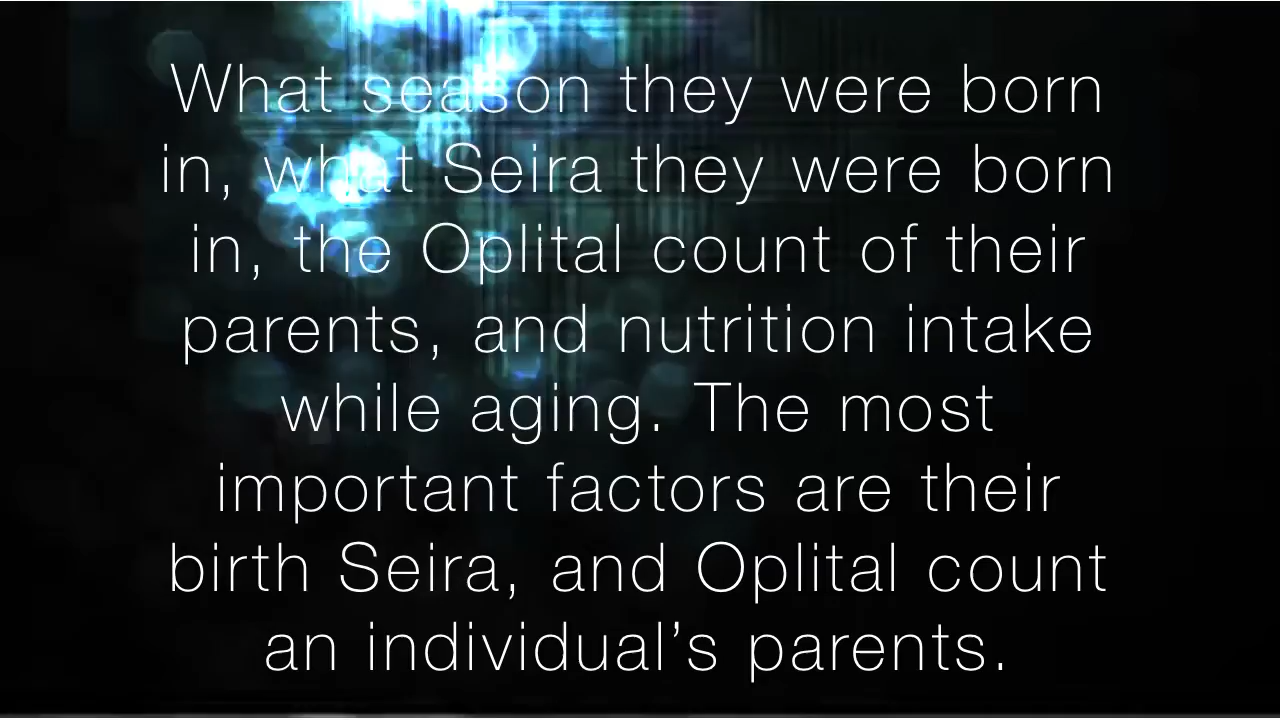 What season they were born
in, what Seira they were born
in, the Oplital count of their
parents, and nutrition intake
while aging. The most
important factors are their
birth Seira, and Oplital count
an individual’s parents.